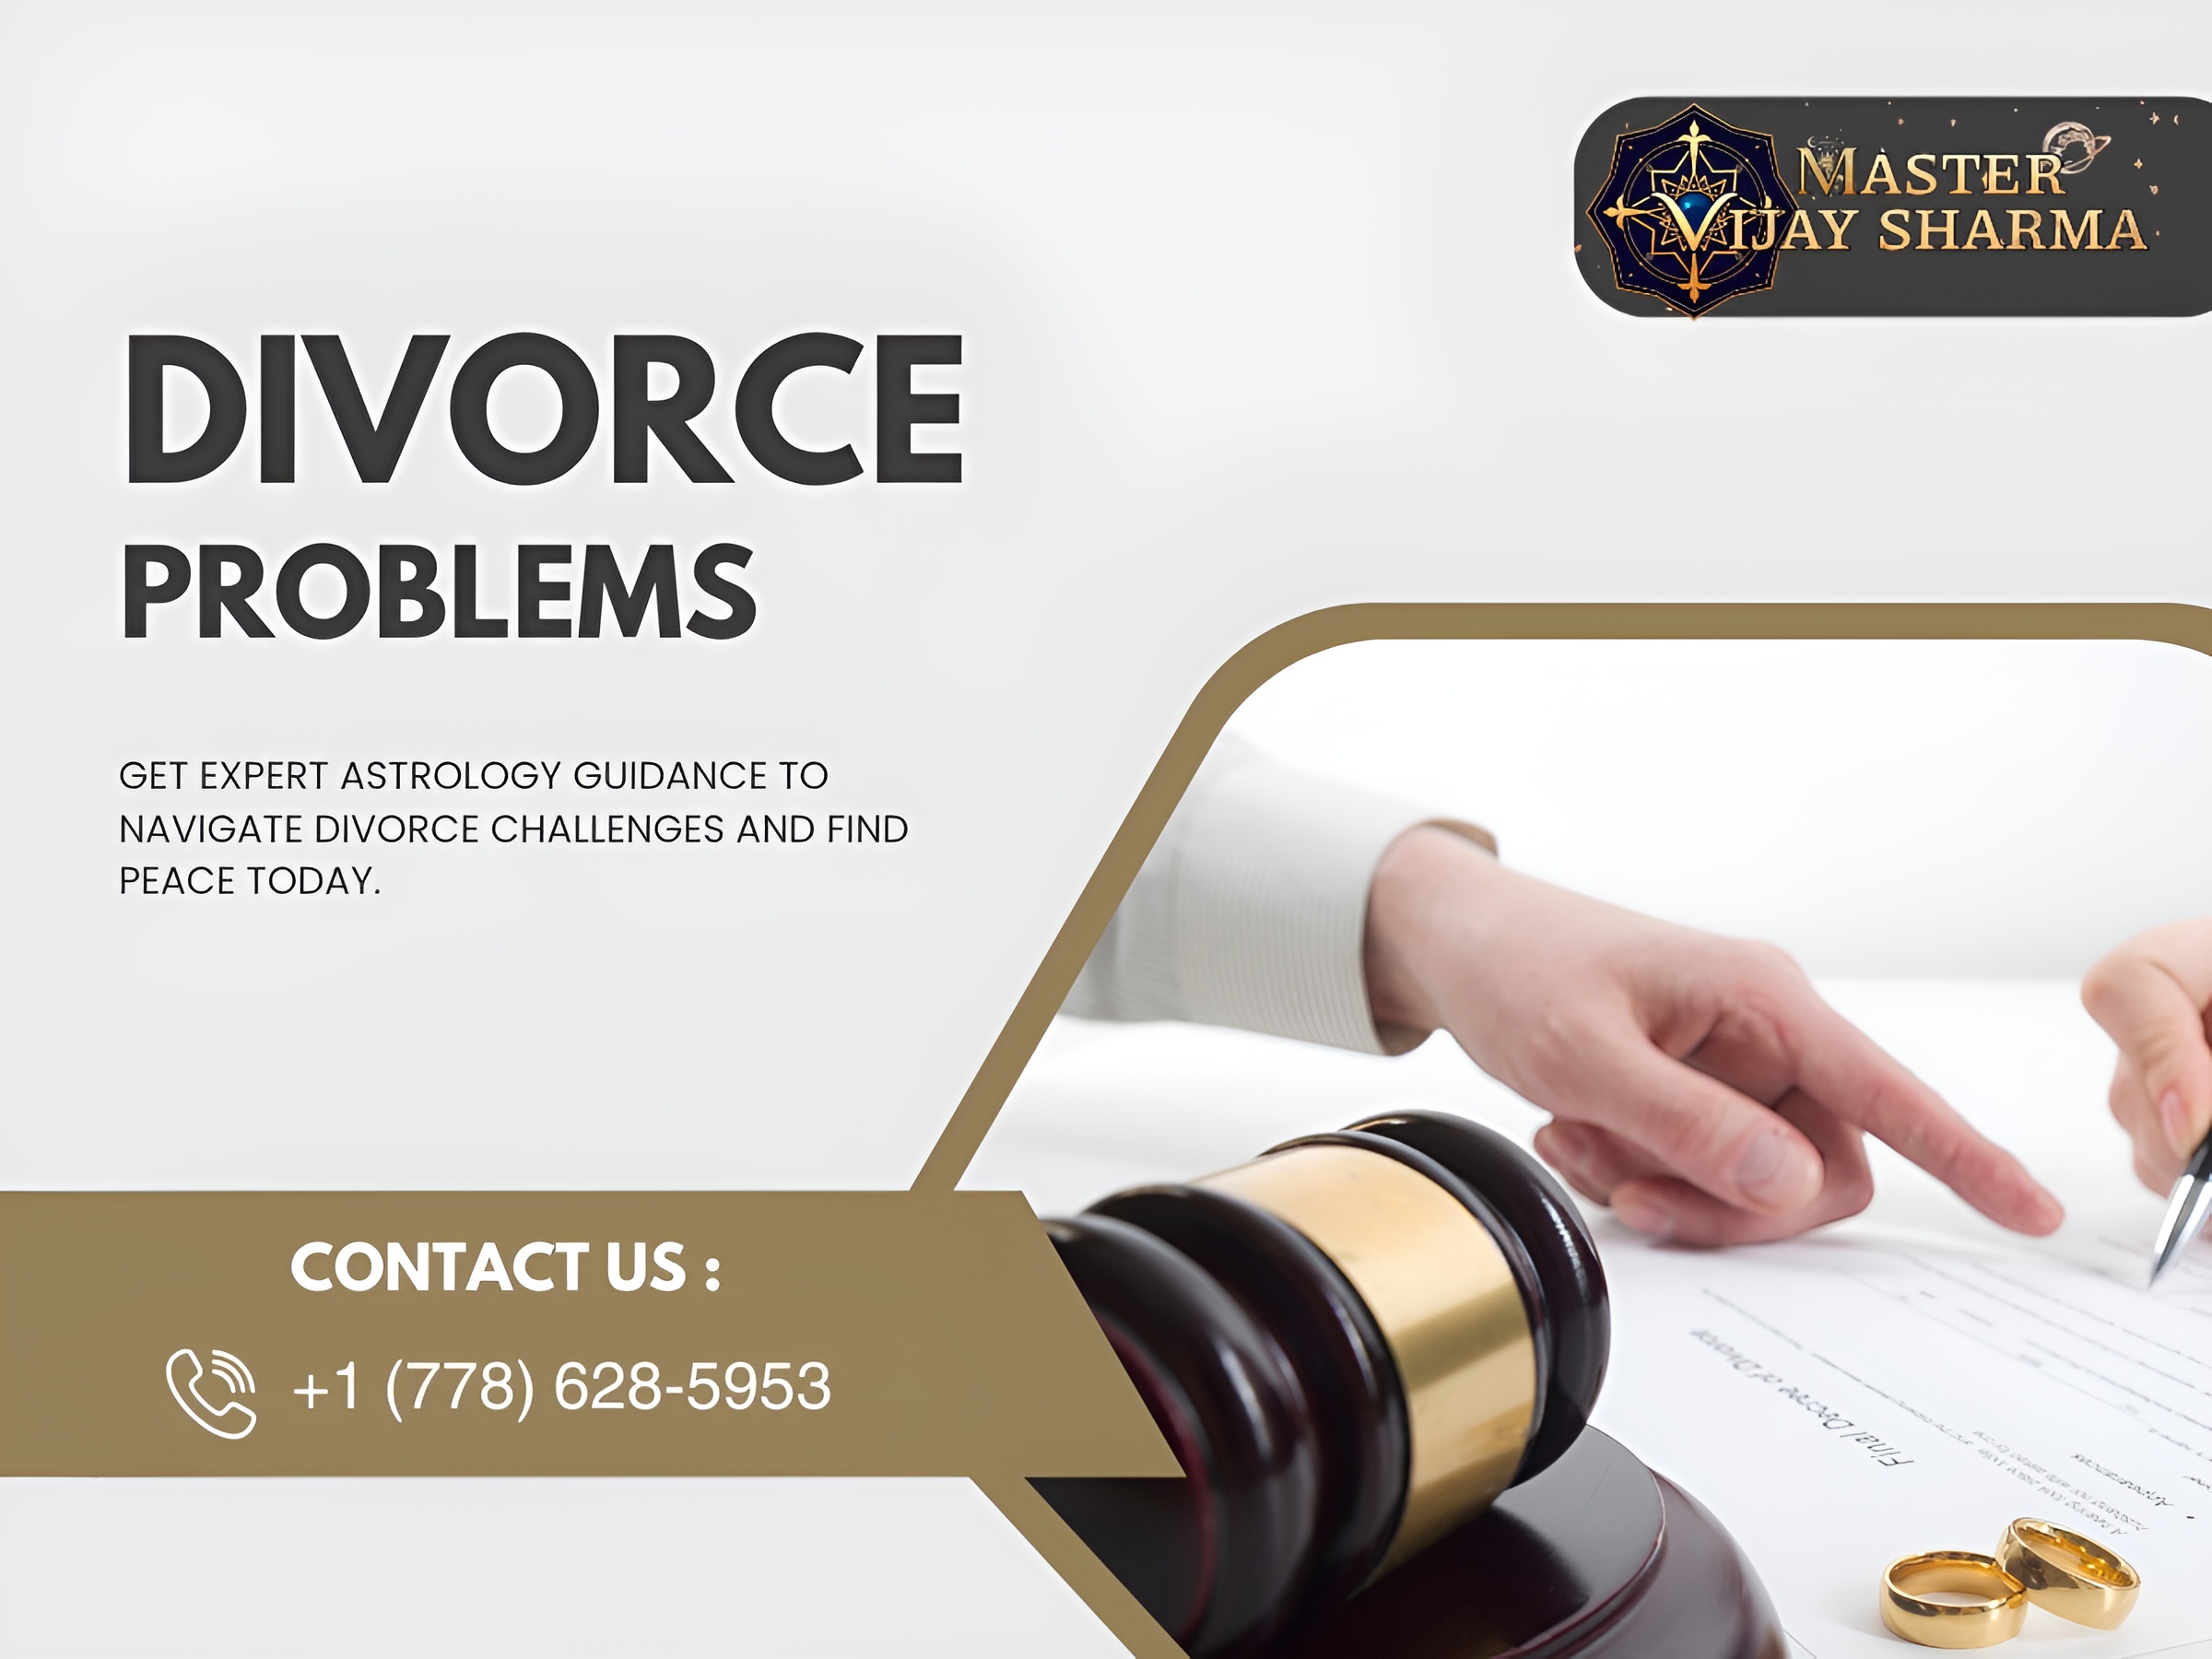 MASTER
VIJAY SHARMA
DIVORCE
PROBLEMS
GET EXPERT ASTROLOGY GUIDANCE TO
NAVIGATE DIVORCE CHALLENGES AND FIND
PEACE TODAY.
CONTACT US :
+1 (778) 628-5953
Final Decree of Divorce